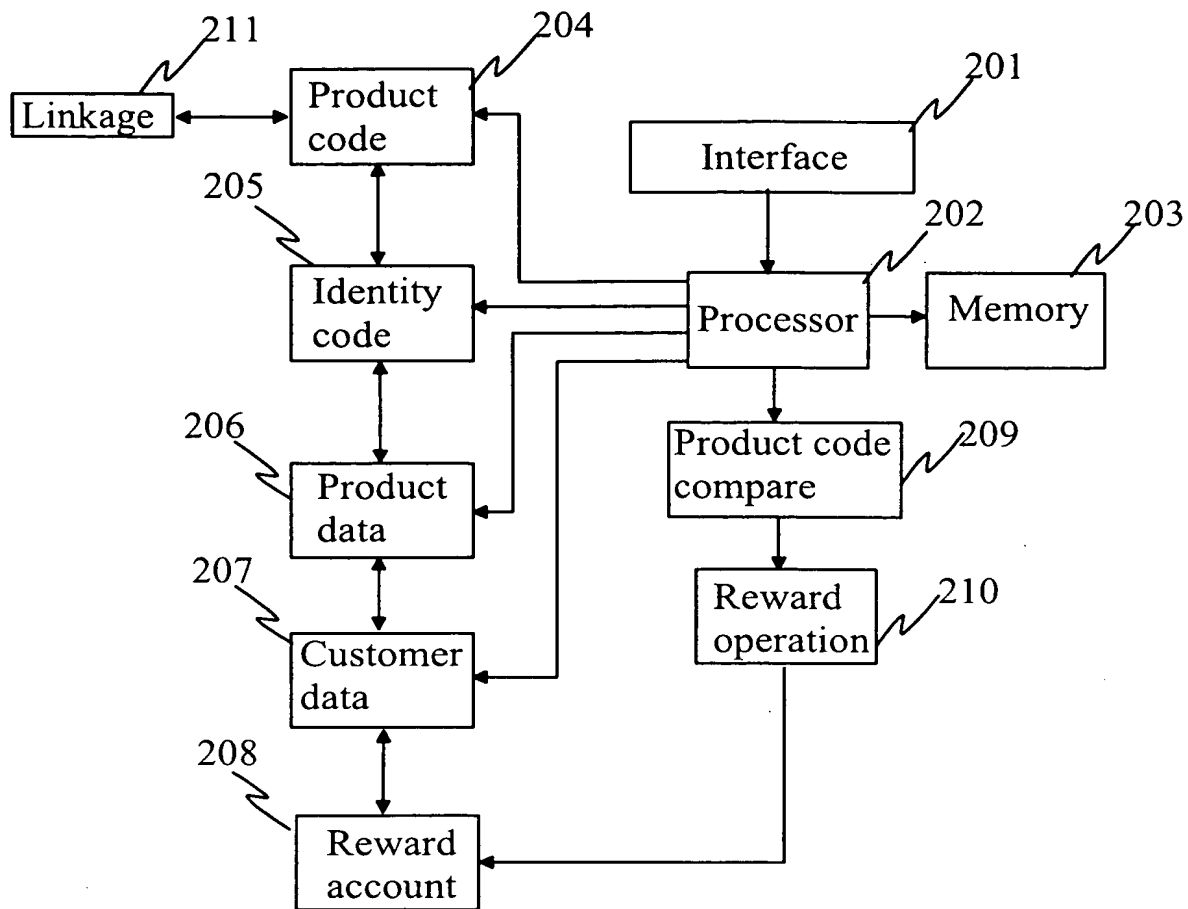 211
204
201
Linkage
Product
code
Interface
205
202
203
Identity
code
Processor
Memory
206
209
Product code
compare
Product
data
207
210
Reward
operation
Customer
data
208
Reward
account